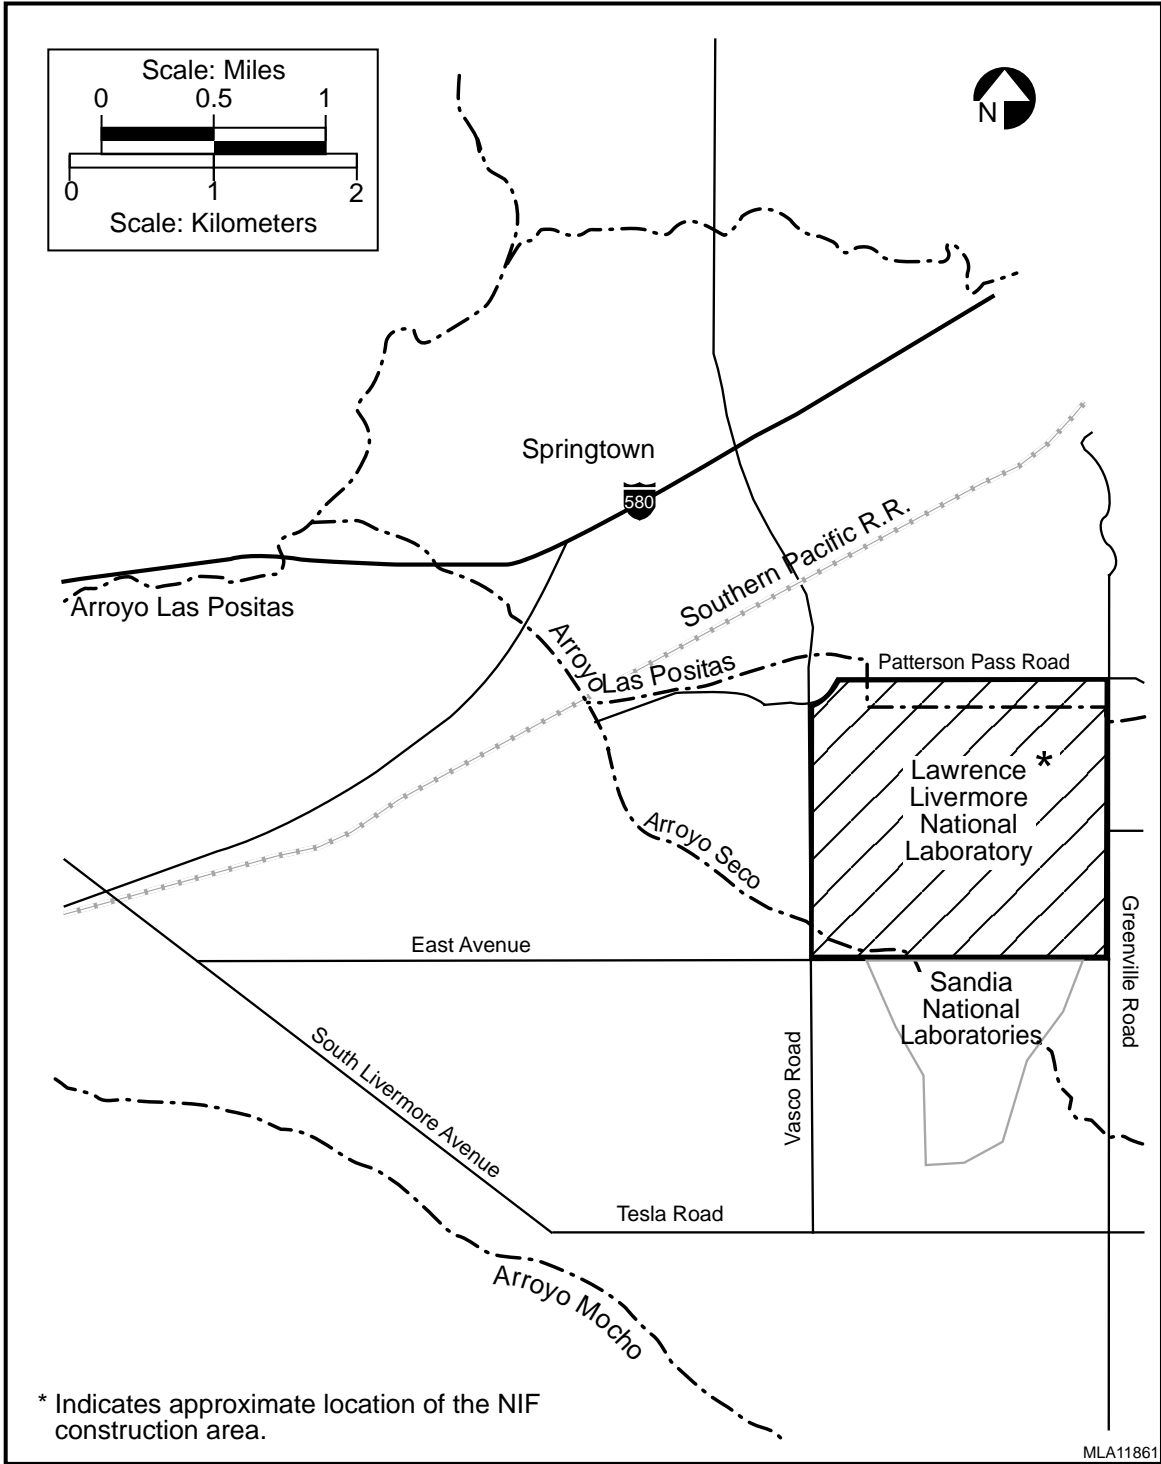 Scale: Miles
0 0.5 1
0 1 2
Scale: Kilometers
N
Springtown
580
Southern Pacific R.R.
Arroyo Las Positas
Arroyo
Las Positas
Patterson Pass Road
Lawrence *
Livermore
National
Laboratory
Arroyo Seco
East Avenue
Greenville Road
Sandia
National
Laboratories
Vasco Road
South Livermore Avenue
Tesla Road
Arroyo Mocho
* Indicates approximate location of the NIF
construction area.
MLA11861